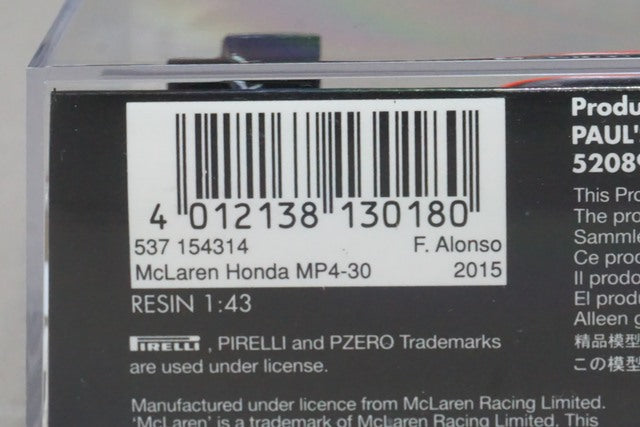 4 012138 130180
537 154314 F. Alonso
McLaren Honda MP4-30 2015
RESIN 1:43
PIRELLI , PIRELLI and PZERO Trademarks
are used under license.
Manufactured under licence from McLaren Racing Limited.
'McLaren' is a trademark of McLaren Racing Limited. This
Produ
PAUL'
5208
This Pro
The pro
Sammle
Ce prod
Il prodo
El produ
Alleen g
精品模型
この模型